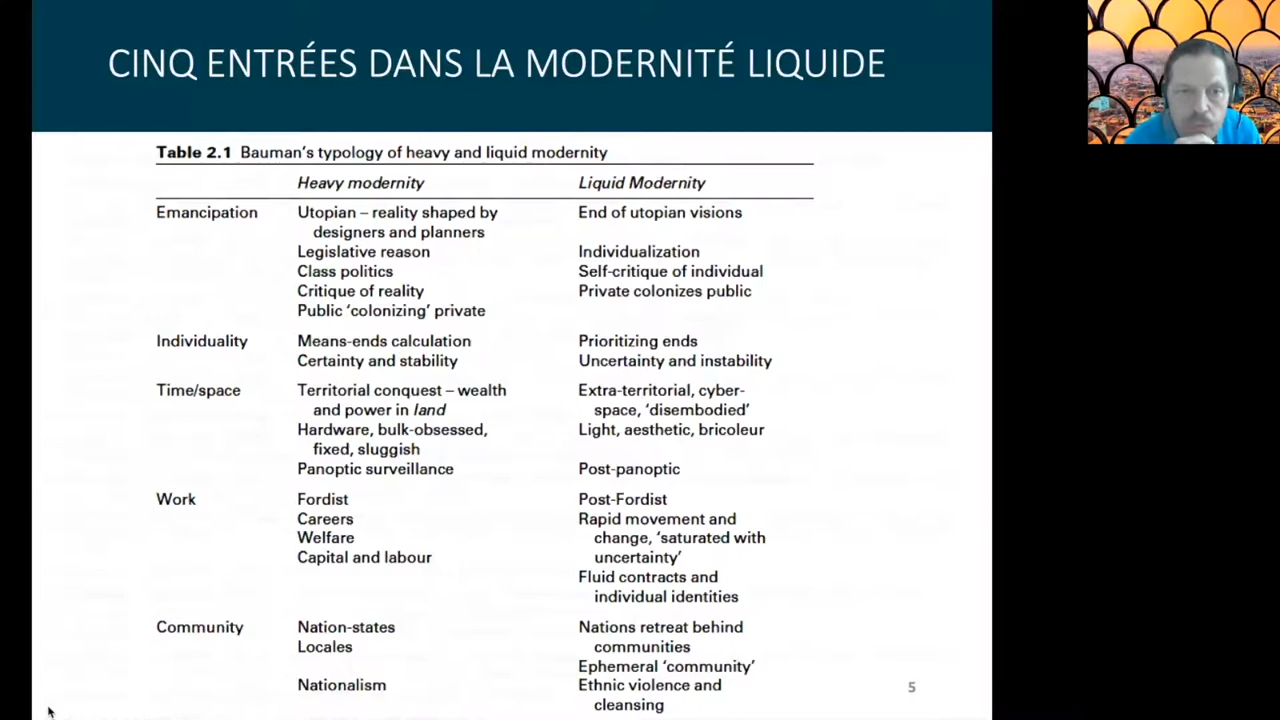 CINQ ENTRÉES DANS LA MODERNITÉ LIQUIDE
Table 2.1 Bauman's typology of heavy and liquid modernity
Heavy modernity Liquid Modernity
Emancipation Utopian – reality shaped by End of utopian visions
designers and planners
Legislative reason Individualization
Class politics Self-critique of individual
Critique of reality Private colonizes public
Public 'colonizing' private
Individuality Means-ends calculation Prioritizing ends
Certainty and stability Uncertainty and instability
Time/space Territorial conquest – wealth Extra-territorial, cyber-
and power in land space, 'disembodied'
Hardware, bulk-obsessed, Light, aesthetic, bricoleur
fixed, sluggish
Panoptic surveillance Post-panoptic
Work Fordist Post-Fordist
Careers Rapid movement and
Welfare change, 'saturated with
Capital and labour uncertainty'
Fluid contracts and
individual identities
Community Nation-states Nations retreat behind
Locales communities
Ephemeral 'community'
Nationalism Ethnic violence and
cleansing
5